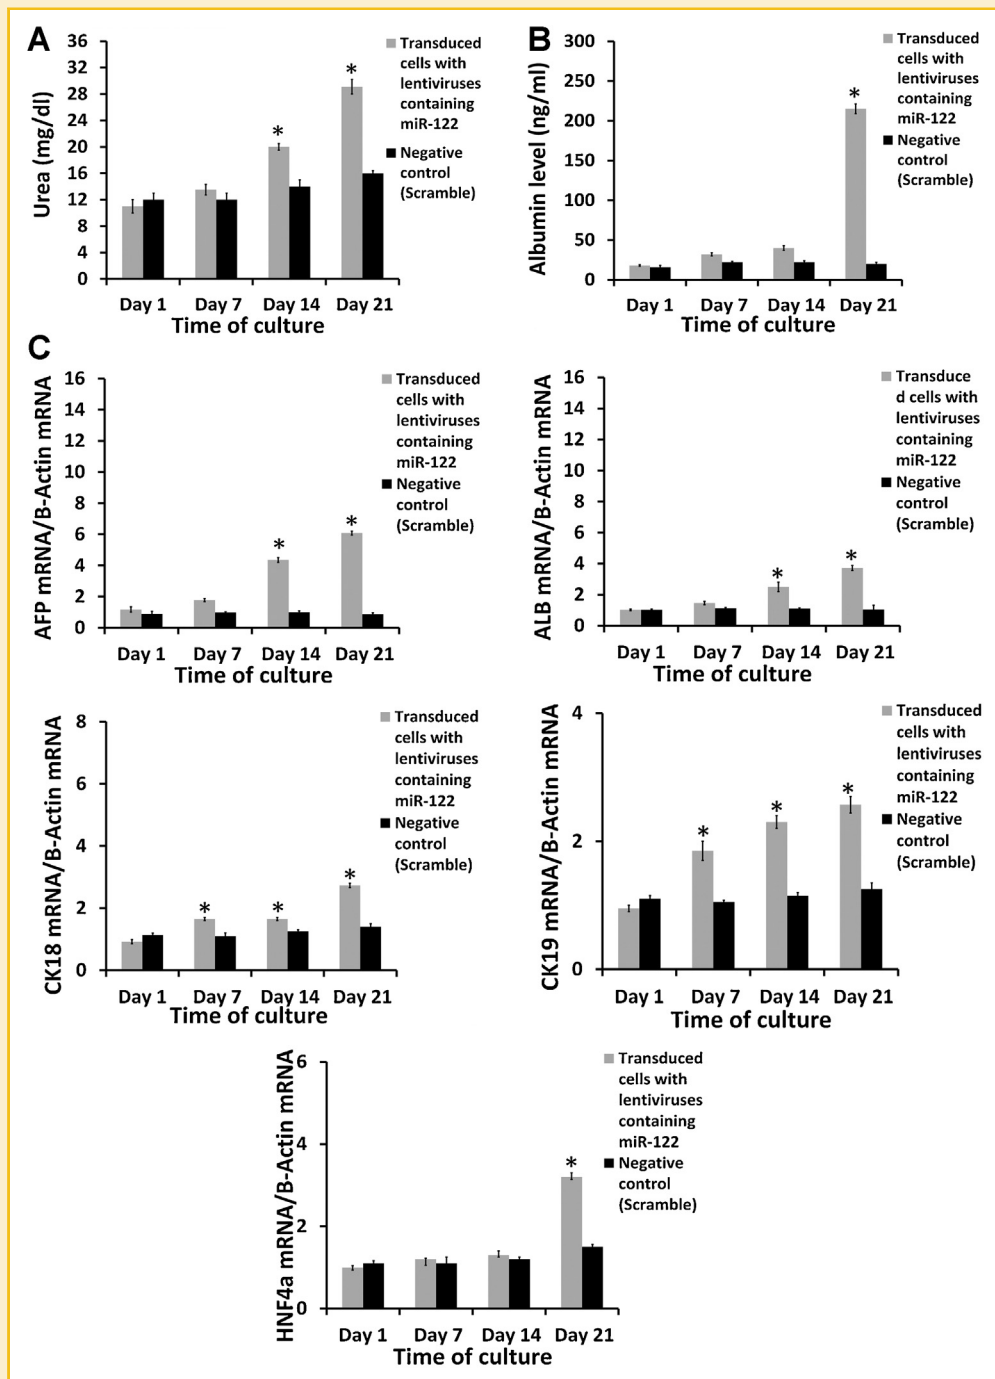 A
Urea (mg/dl)
36
32
28
24
20
16
12
8
4
0
*
*
Day 1 Day 7 Day 14 Day 21
Time of culture
Transduced
cells with
lentiviruses
containing
miR-122
Negative
control
(Scramble)
B
Albumin level (ng/ml)
300
250
200
150
100
50
0
*
Day 1 Day 7 Day 14 Day 21
Time of culture
Transduced
cells with
lentiviruses
containing
miR-122
Negative
control
(Scramble)
C
AFP mRNA/B-Actin mRNA
16
14
12
10
8
6
4
2
0
*
*
Day 1 Day 7 Day 14 Day 21
Time of culture
Transduced
cells with
lentiviruses
containing
miR-122
Negative
control
(Scramble)
ALB mRNA/B-Actin mRNA
16
14
12
10
8
6
4
2
0
*
*
Day 1 Day 7 Day 14 Day 21
Time of culture
Transduce
d cells with
lentiviruses
containing
miR-122
Negative
control
(Scramble)
CK18 mRNA/B-Actin mRNA
8
6
4
2
0
*
*
*
Day 1 Day 7 Day 14 Day 21
Time of culture
Transduced
cells with
lentiviruses
containing
miR-122
Negative
control
(Scramble)
CK19 mRNA/B-Actin mRNA
4
2
0
*
*
*
Day 1 Day 7 Day 14 Day 21
Time of culture
Transduced
cells with
lentiviruses
containing
miR-122
Negative
control
(Scramble)
HNF4a mRNA/B-Actin mRNA
6
4
2
0
*
Day 1 Day 7 Day 14 Day 21
Time of culture
Transduced
cells with
lentiviruses
containing
miR-122
Negative
control
(Scramble)